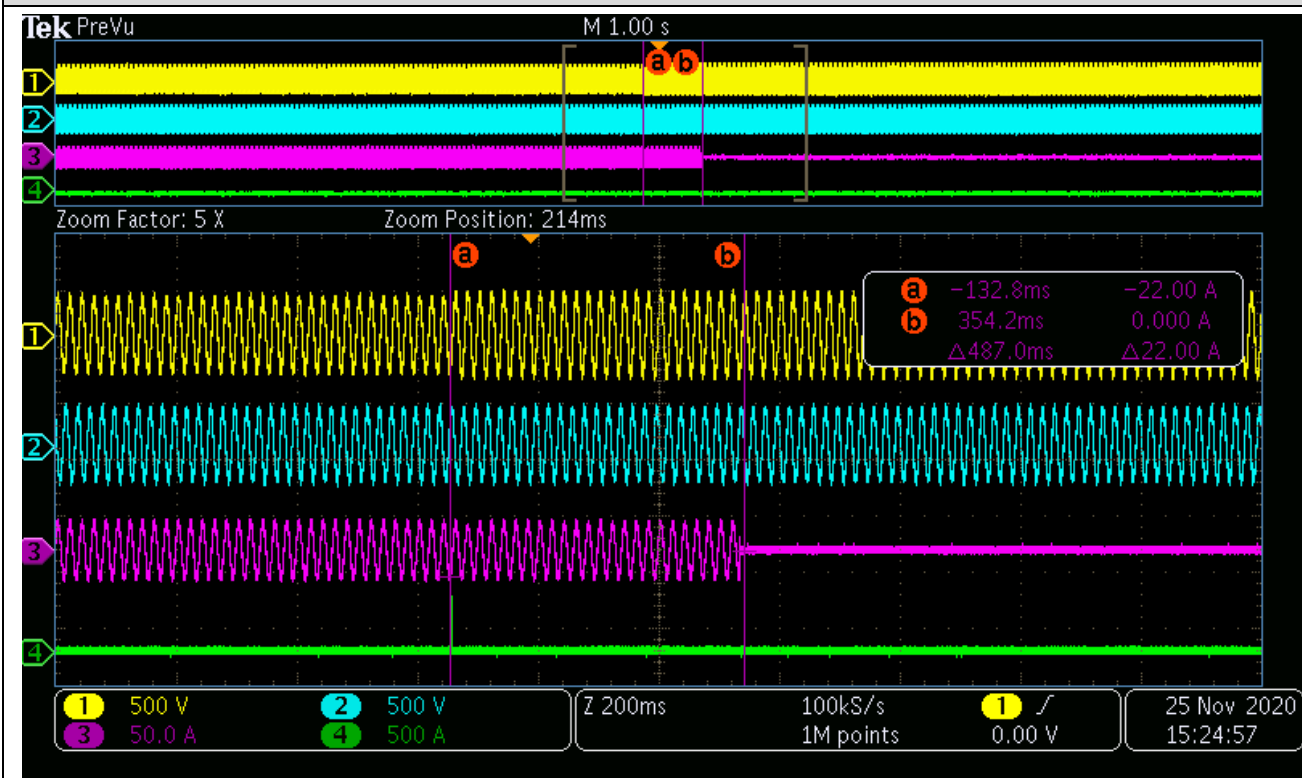 Tek PreVu M 1.00 s
a b
1
2
3
4
Zoom Factor: 5 X Zoom Position: 214ms
a b
a -132.8ms -22.00 A
b 354.2ms 0.000 A
△487.0ms △22.00 A
1
2
3
4
1 500 V 2 500 V Z 200ms 100kS/s 1 ʃ 25 Nov 2020
3 50.0 A 4 500 A 1M points 0.00 V 15:24:57